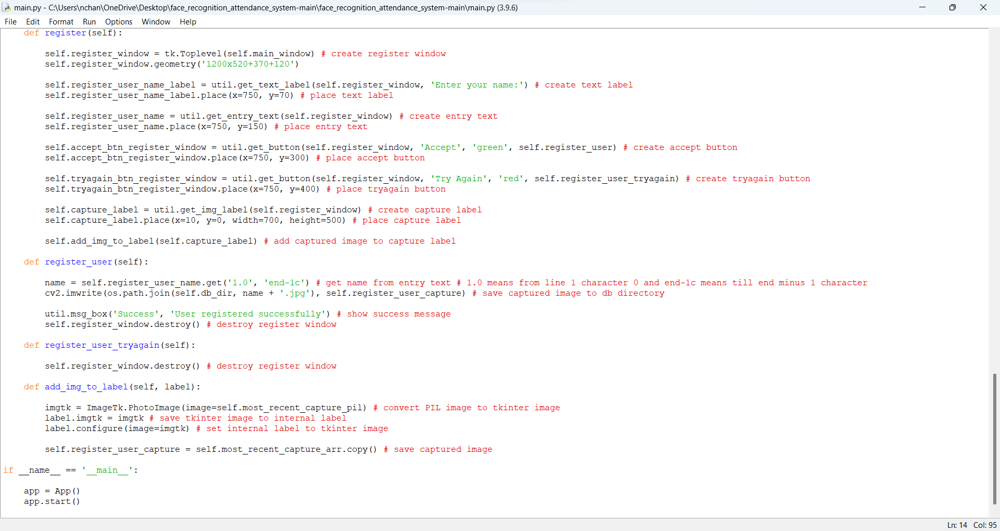 main.py - C:\Users\nchan\OneDrive\Desktop\face_recognition_attendance_system-main\face_recognition_attendance_system-main\main.py (3.9.6)
File Edit Format Run Options Window Help
    def register(self):

        self.register_window = tk.Toplevel(self.main_window) # create register window
        self.register_window.geometry('1200x520+370+120')

        self.register_user_name_label = util.get_text_label(self.register_window, 'Enter your name:') # create text label
        self.register_user_name_label.place(x=750, y=70) # place text label

        self.register_user_name = util.get_entry_text(self.register_window) # create entry text
        self.register_user_name.place(x=750, y=150) # place entry text

        self.accept_btn_register_window = util.get_button(self.register_window, 'Accept', 'green', self.register_user) # create accept button
        self.accept_btn_register_window.place(x=750, y=300) # place accept button

        self.tryagain_btn_register_window = util.get_button(self.register_window, 'Try Again', 'red', self.register_user_tryagain) # create tryagain button
        self.tryagain_btn_register_window.place(x=750, y=400) # place tryagain button

        self.capture_label = util.get_img_label(self.register_window) # create capture label
        self.capture_label.place(x=10, y=0, width=700, height=500) # place capture label

        self.add_img_to_label(self.capture_label) # add captured image to capture label

    def register_user(self):

        name = self.register_user_name.get('1.0', 'end-1c') # get name from entry text # 1.0 means from line 1 character 0 and end-1c means till end minus 1 character
        cv2.imwrite(os.path.join(self.db_dir, name + '.jpg'), self.register_user_capture) # save captured image to db directory

        util.msg_box('Success', 'User registered successfully') # show success message
        self.register_window.destroy() # destroy register window

    def register_user_tryagain(self):

        self.register_window.destroy() # destroy register window

    def add_img_to_label(self, label):

        imgtk = ImageTk.PhotoImage(image=self.most_recent_capture_pil) # convert PIL image to tkinter image
        label.imgtk = imgtk # save tkinter image to internal label
        label.configure(image=imgtk) # set internal label to tkinter image

        self.register_user_capture = self.most_recent_capture_arr.copy() # save captured image

if __name__ == '__main__':

    app = App()
    app.start()
Ln: 14 Col: 95